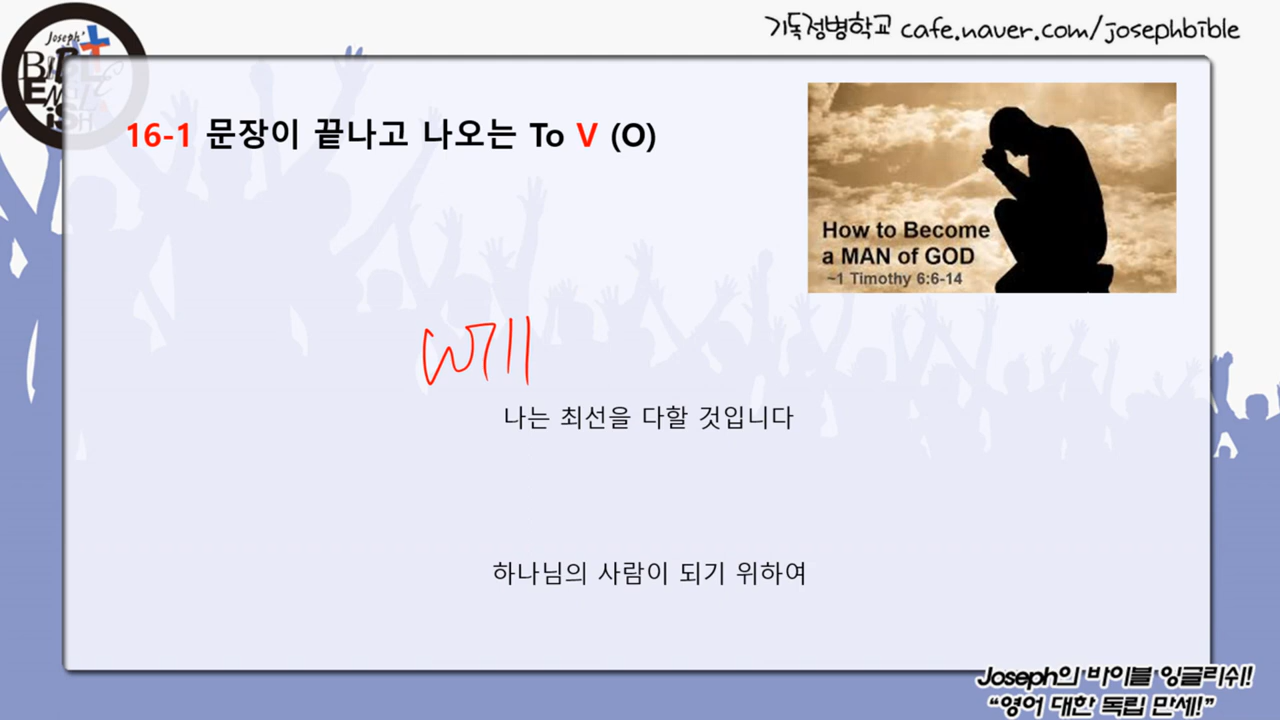 기독정병학교 cafe.naver.com/josephbible
Joseph'
BIBLE
ENGLISH
16-1 문장이 끝나고 나오는 To V (O)
How to Become
a MAN of GOD
~1 Timothy 6:6-14
will
나는 최선을 다할 것입니다
하나님의 사람이 되기 위하여
Joseph의 바이블 잉글리쉬!
“영어 대한 독립 만세!”